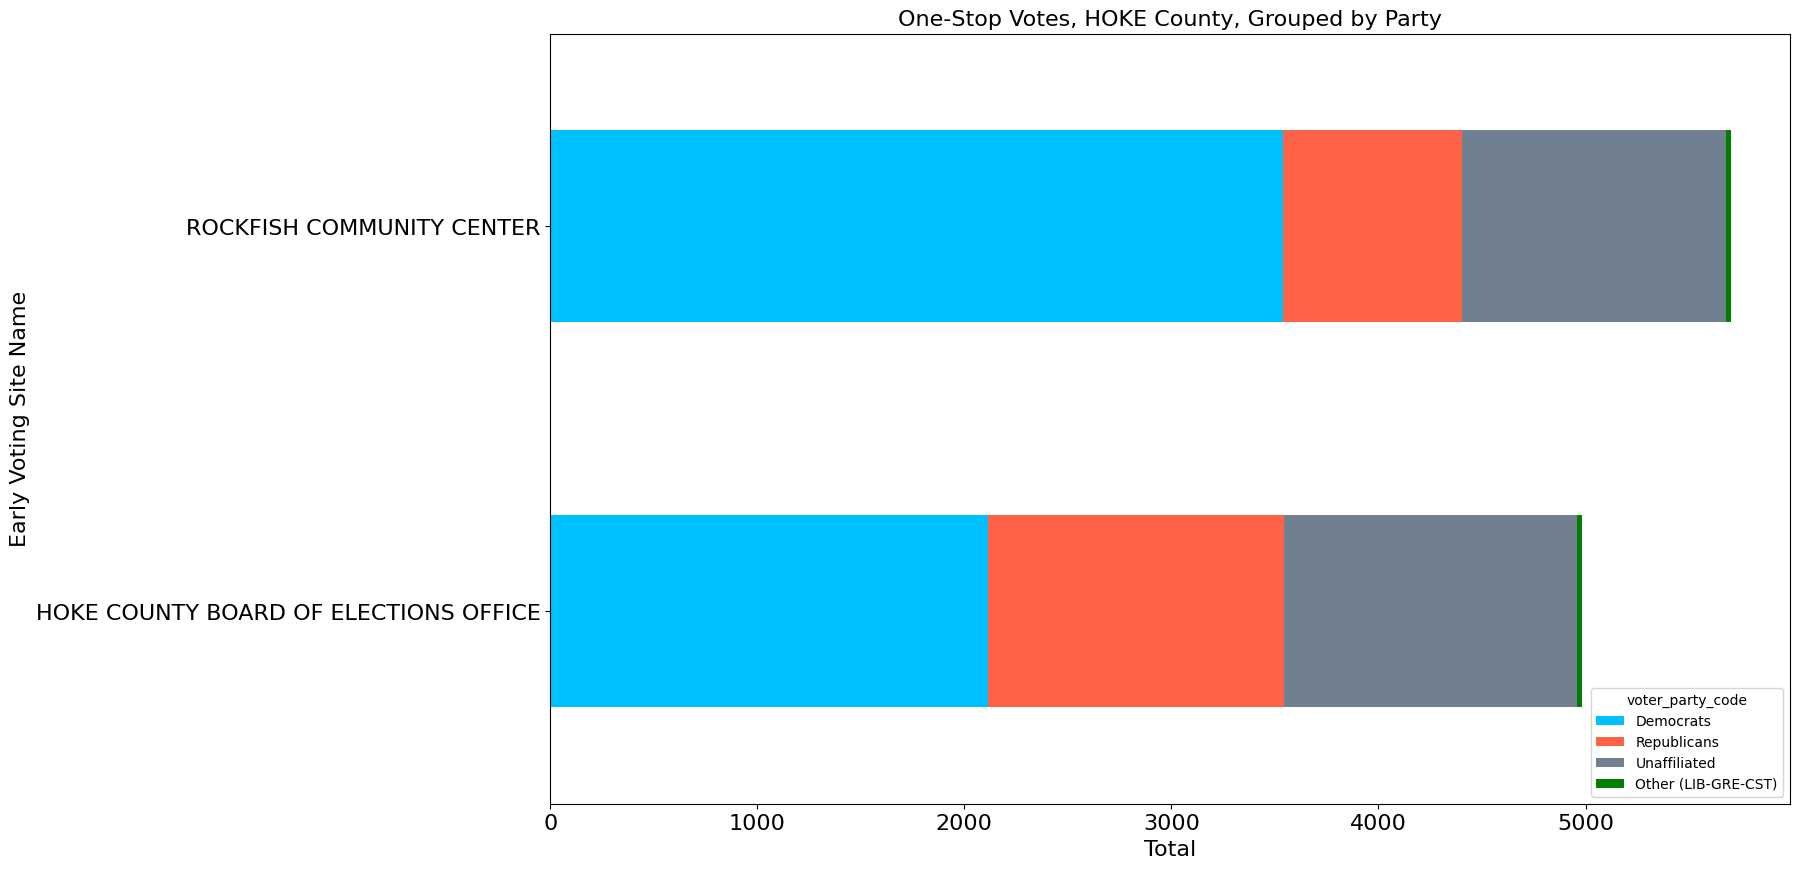 One-Stop Votes, HOKE County, Grouped by Party
Early Voting Site Name
ROCKFISH COMMUNITY CENTER
HOKE COUNTY BOARD OF ELECTIONS OFFICE
voter_party_code
Democrats
Republicans
Unaffiliated
Other (LIB-GRE-CST)
0 1000 2000 3000 4000 5000
Total